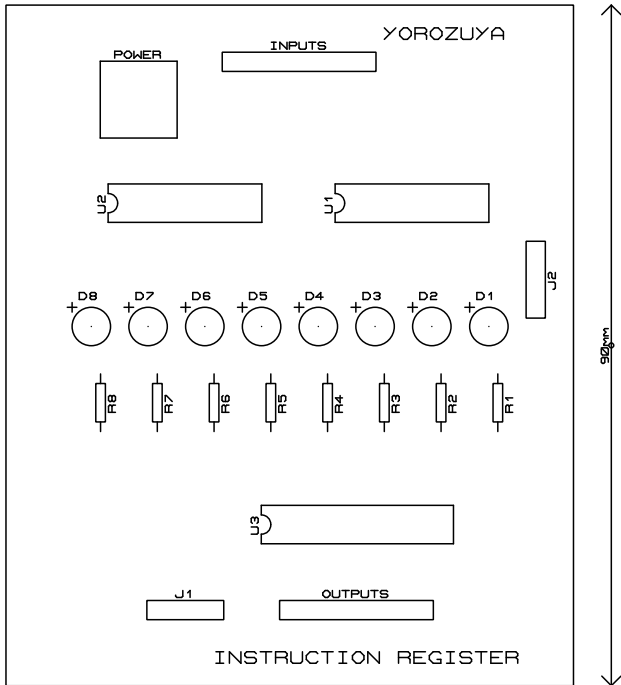 YOROZUYA
INPUTS
POWER
U2
U1
J2
D8 D7 D6 D5 D4 D3 D2 D1
90mm
R8 R7 R6 R5 R4 R3 R2 R1
U3
J1
OUTPUTS
INSTRUCTION REGISTER